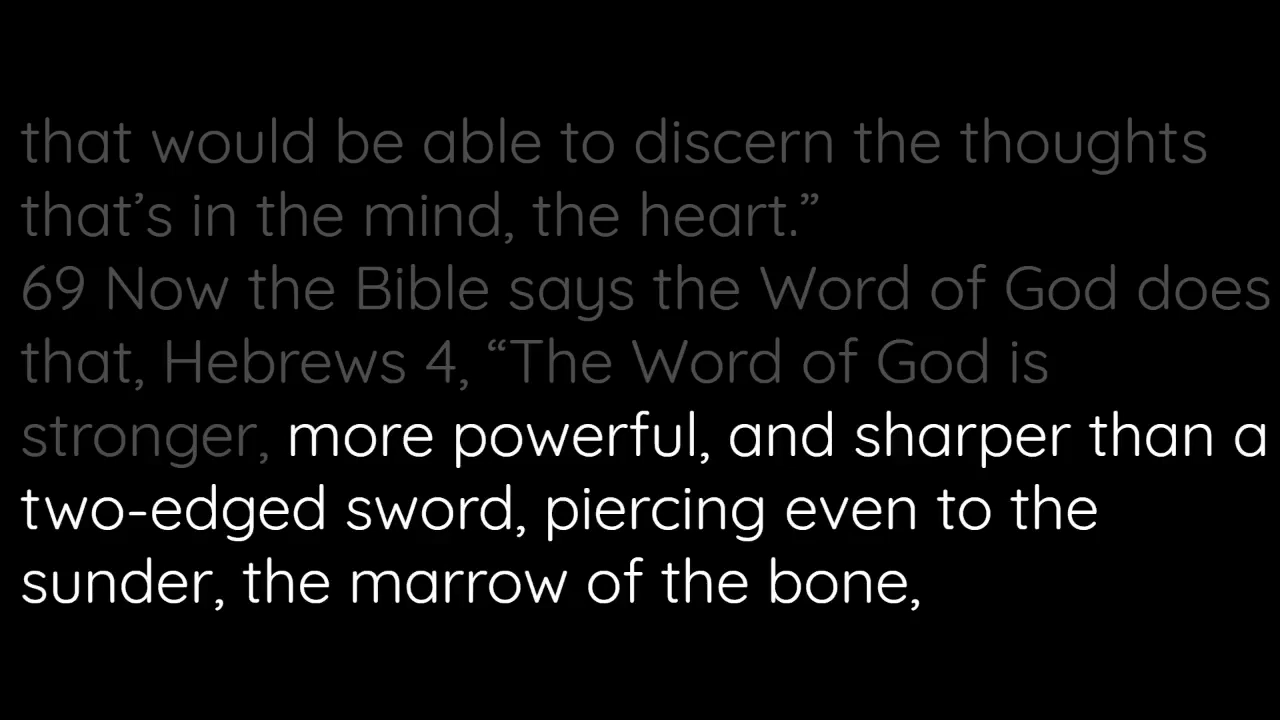 that would be able to discern the thoughts
that’s in the mind, the heart.”
69 Now the Bible says the Word of God does
that, Hebrews 4, “The Word of God is
stronger, more powerful, and sharper than a
two-edged sword, piercing even to the
sunder, the marrow of the bone,